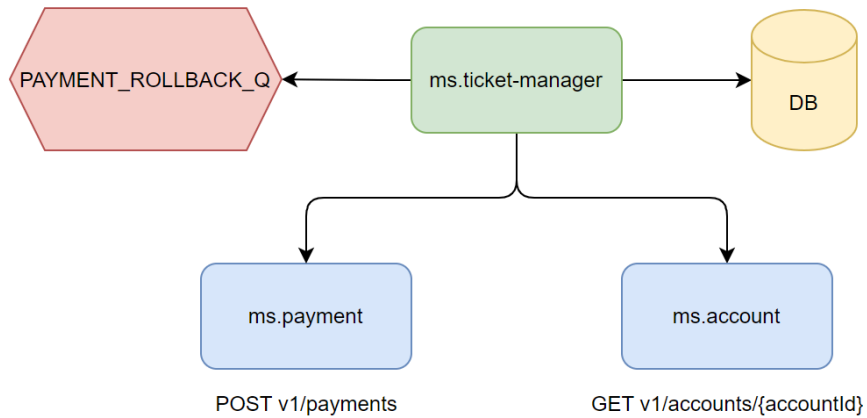 PAYMENT_ROLLBACK_Q
ms.ticket-manager
DB
ms.payment
ms.account
POST v1/payments
GET v1/accounts/{accountId}